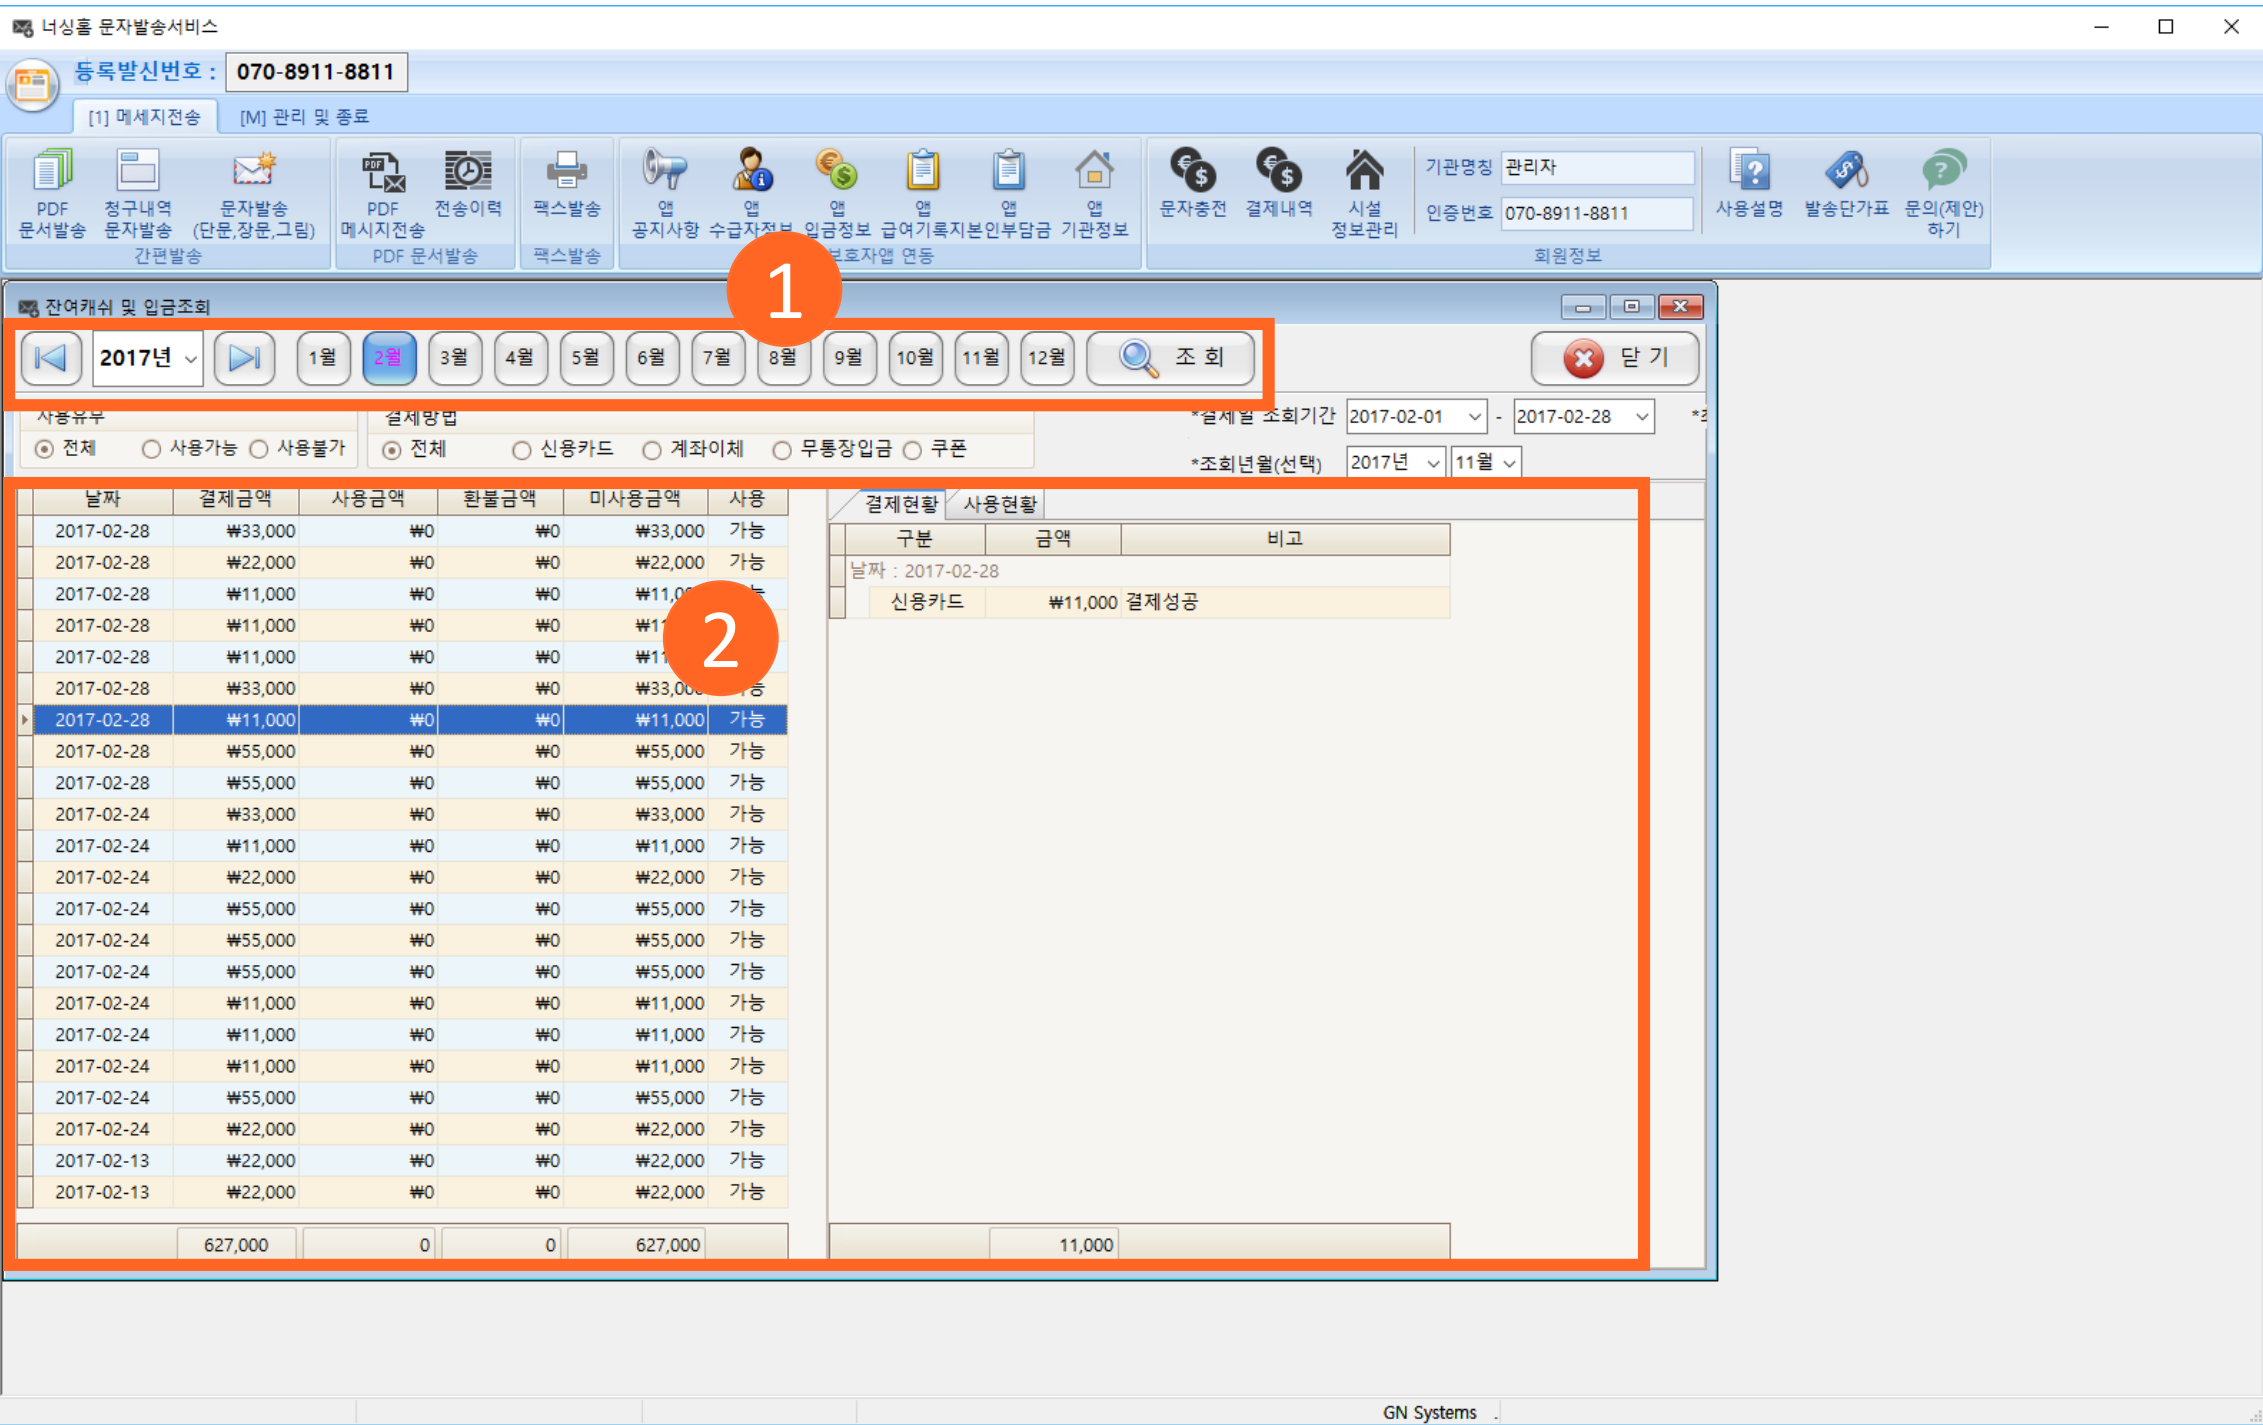 너싱홈 문자발송서비스
등록발신번호 : 070-8911-8811
[1] 메세지전송 [M] 관리 및 종료
PDF 문서발송
청구내역 문자발송
문자발송 (단문,장문,그림)
PDF 메시지전송
전송이력
팩스발송
앱 공지사항
앱 수급자정보
앱 입금정보
앱 급여기록지
앱 본인부담금
앱 기관정보
문자충전
결제내역
시설 정보관리
기관명칭 관리자
인증번호 070-8911-8811
사용설명
발송단가표
문의(제안) 하기
간편발송 PDF 문서발송 팩스발송 보호자앱 연동 회원정보
1
잔여캐쉬 및 입금조회
2017년 1월 2월 3월 4월 5월 6월 7월 8월 9월 10월 11월 12월 조 회 닫 기
사용유무 결제방법 *결제일 조회기간 2017-02-01 - 2017-02-28
전체 사용가능 사용불가 전체 신용카드 계좌이체 무통장입금 쿠폰
*조회년월(선택) 2017년 11월
날짜 결제금액 사용금액 환불금액 미사용금액 사용
2017-02-28 ₩33,000 ₩0 ₩0 ₩33,000 가능
2017-02-28 ₩22,000 ₩0 ₩0 ₩22,000 가능
2017-02-28 ₩11,000 ₩0 ₩0
2017-02-28 ₩11,000 ₩0 ₩0
2017-02-28 ₩11,000 ₩0 ₩0
2017-02-28 ₩33,000 ₩0 ₩0 ₩33,000
2017-02-28 ₩11,000 ₩0 ₩0 ₩11,000 가능
2017-02-28 ₩55,000 ₩0 ₩0 ₩55,000 가능
2017-02-28 ₩55,000 ₩0 ₩0 ₩55,000 가능
2017-02-24 ₩33,000 ₩0 ₩0 ₩33,000 가능
2017-02-24 ₩11,000 ₩0 ₩0 ₩11,000 가능
2017-02-24 ₩22,000 ₩0 ₩0 ₩22,000 가능
2017-02-24 ₩55,000 ₩0 ₩0 ₩55,000 가능
2017-02-24 ₩55,000 ₩0 ₩0 ₩55,000 가능
2017-02-24 ₩55,000 ₩0 ₩0 ₩55,000 가능
2017-02-24 ₩11,000 ₩0 ₩0 ₩11,000 가능
2017-02-24 ₩11,000 ₩0 ₩0 ₩11,000 가능
2017-02-24 ₩11,000 ₩0 ₩0 ₩11,000 가능
2017-02-24 ₩55,000 ₩0 ₩0 ₩55,000 가능
2017-02-24 ₩22,000 ₩0 ₩0 ₩22,000 가능
2017-02-13 ₩22,000 ₩0 ₩0 ₩22,000 가능
2017-02-13 ₩22,000 ₩0 ₩0 ₩22,000 가능
627,000 0 0 627,000
2
결제현황 사용현황
구분 금액 비고
날짜 : 2017-02-28
신용카드 ₩11,000 결제성공
11,000
GN Systems .